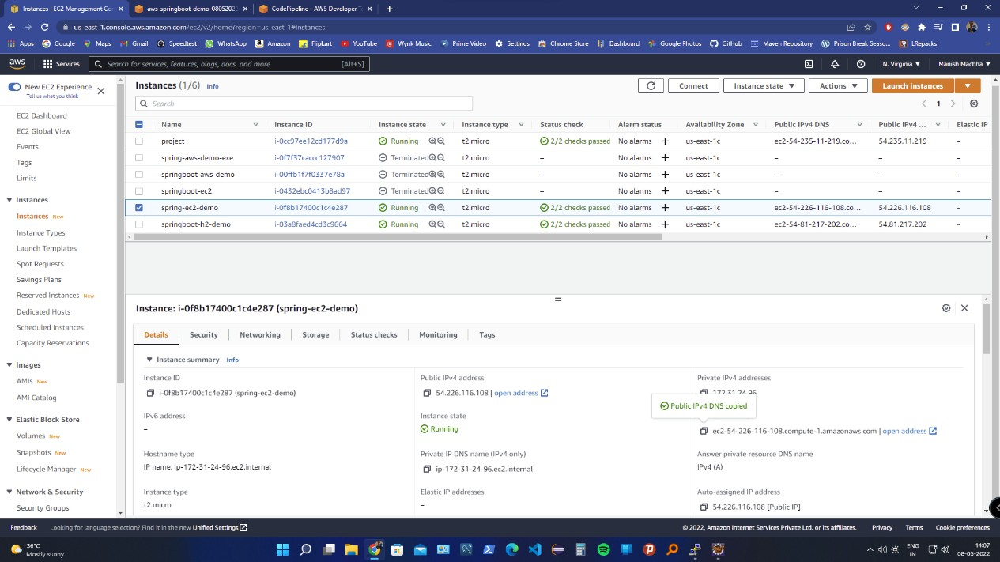 Instances | EC2 Management Co
aws-springboot-demo-08052022
CodePipeline - AWS Developer To
us-east-1.console.aws.amazon.com/ec2/v2/home?region=us-east-1#Instances:
Apps
Google
Maps
Gmail
Speedtest
WhatsApp
Amazon
Flipkart
YouTube
Wynk Music
Prime Video
Settings
Chrome Store
Dashboard
Google Photos
GitHub
Maven Repository
Prison Break Seaso...
LRepacks
aws
Services
Search for services, features, blogs, docs, and more
[Alt+S]
N. Virginia
Manish Machha
New EC2 Experience
Tell us what you think
EC2 Dashboard
EC2 Global View
Events
Tags
Limits
Instances
Instances New
Instance Types
Launch Templates
Spot Requests
Savings Plans
Reserved Instances New
Dedicated Hosts
Scheduled Instances
Capacity Reservations
Images
AMIs New
AMI Catalog
Elastic Block Store
Volumes New
Snapshots New
Lifecycle Manager New
Network & Security
Security Groups
Instances (1/6) Info
Connect
Instance state
Actions
Launch instances
Search
1
Name Instance ID Instance state Instance type Status check Alarm status Availability Zone Public IPv4 DNS Public IPv4 ... Elastic IP
project i-0cc97ee12cd177d9a Running t2.micro 2/2 checks passed No alarms + us-east-1c ec2-54-235-11-219.co... 54.235.11.219 –
spring-aws-demo-exe i-0f7f37caccc127907 Terminated t2.micro – No alarms + us-east-1c – – –
springboot-aws-demo i-00ffb1f7f0337e78a Terminated t2.micro – No alarms + us-east-1c – – –
springboot-ec2 i-0432ebc0413b8ad97 Terminated t2.micro – No alarms + us-east-1c – – –
spring-ec2-demo i-0f8b17400c1c4e287 Running t2.micro 2/2 checks passed No alarms + us-east-1c ec2-54-226-116-108.co... 54.226.116.108 –
springboot-h2-demo i-03a8faed4cd3c9664 Running t2.micro 2/2 checks passed No alarms + us-east-1c ec2-54-81-217-202.co... 54.81.217.202 –
Instance: i-0f8b17400c1c4e287 (spring-ec2-demo)
Details
Security
Networking
Storage
Status checks
Monitoring
Tags
Instance summary Info
Instance ID
i-0f8b17400c1c4e287 (spring-ec2-demo)
Public IPv4 address
54.226.116.108 | open address
Private IPv4 addresses
172.31.24.96
Public IPv4 DNS copied
IPv6 address
–
Instance state
Running
ec2-54-226-116-108.compute-1.amazonaws.com | open address
Hostname type
IP name: ip-172-31-24-96.ec2.internal
Private IP DNS name (IPv4 only)
ip-172-31-24-96.ec2.internal
Answer private resource DNS name
IPv4 (A)
Instance type
t2.micro
Elastic IP addresses
–
Auto-assigned IP address
54.226.116.108 [Public IP]
Feedback
Looking for language selection? Find it in the new Unified Settings
© 2022, Amazon Internet Services Private Ltd. or its affiliates.
Privacy
Terms
Cookie preferences
36°C
Mostly sunny
ENG
IN
14:07
08-05-2022